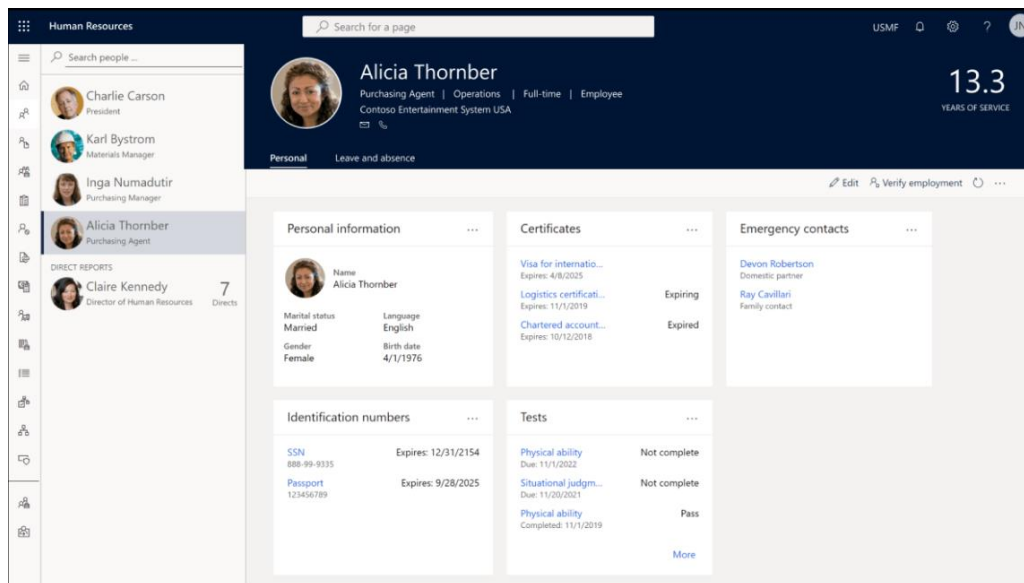 Human Resources
Search for a page
USMF
?
JN
Search people ...
Charlie Carson
President
Karl Bystrom
Materials Manager
Inga Numadutir
Purchasing Manager
Alicia Thornber
Purchasing Agent
DIRECT REPORTS
Claire Kennedy
Director of Human Resources
7
Directs
Alicia Thornber
Purchasing Agent | Operations | Full-time | Employee
Contoso Entertainment System USA
13.3
YEARS OF SERVICE
Personal Leave and absence
Edit Verify employment ...
Personal information ...
Name
Alicia Thornber
Marital status Language
Married English
Gender Birth date
Female 4/1/1976
Certificates ...
Visa for internatio...
Expires: 4/8/2025
Logistics certificati... Expiring
Expires: 11/1/2019
Chartered account... Expired
Expires: 10/12/2018
Emergency contacts ...
Devon Robertson
Domestic partner
Ray Cavillari
Family contact
Identification numbers ...
SSN Expires: 12/31/2154
888-99-9335
Passport Expires: 9/28/2025
123456789
Tests ...
Physical ability Not complete
Due: 11/1/2022
Situational judgm... Not complete
Due: 11/20/2021
Physical ability Pass
Completed: 11/1/2019
More